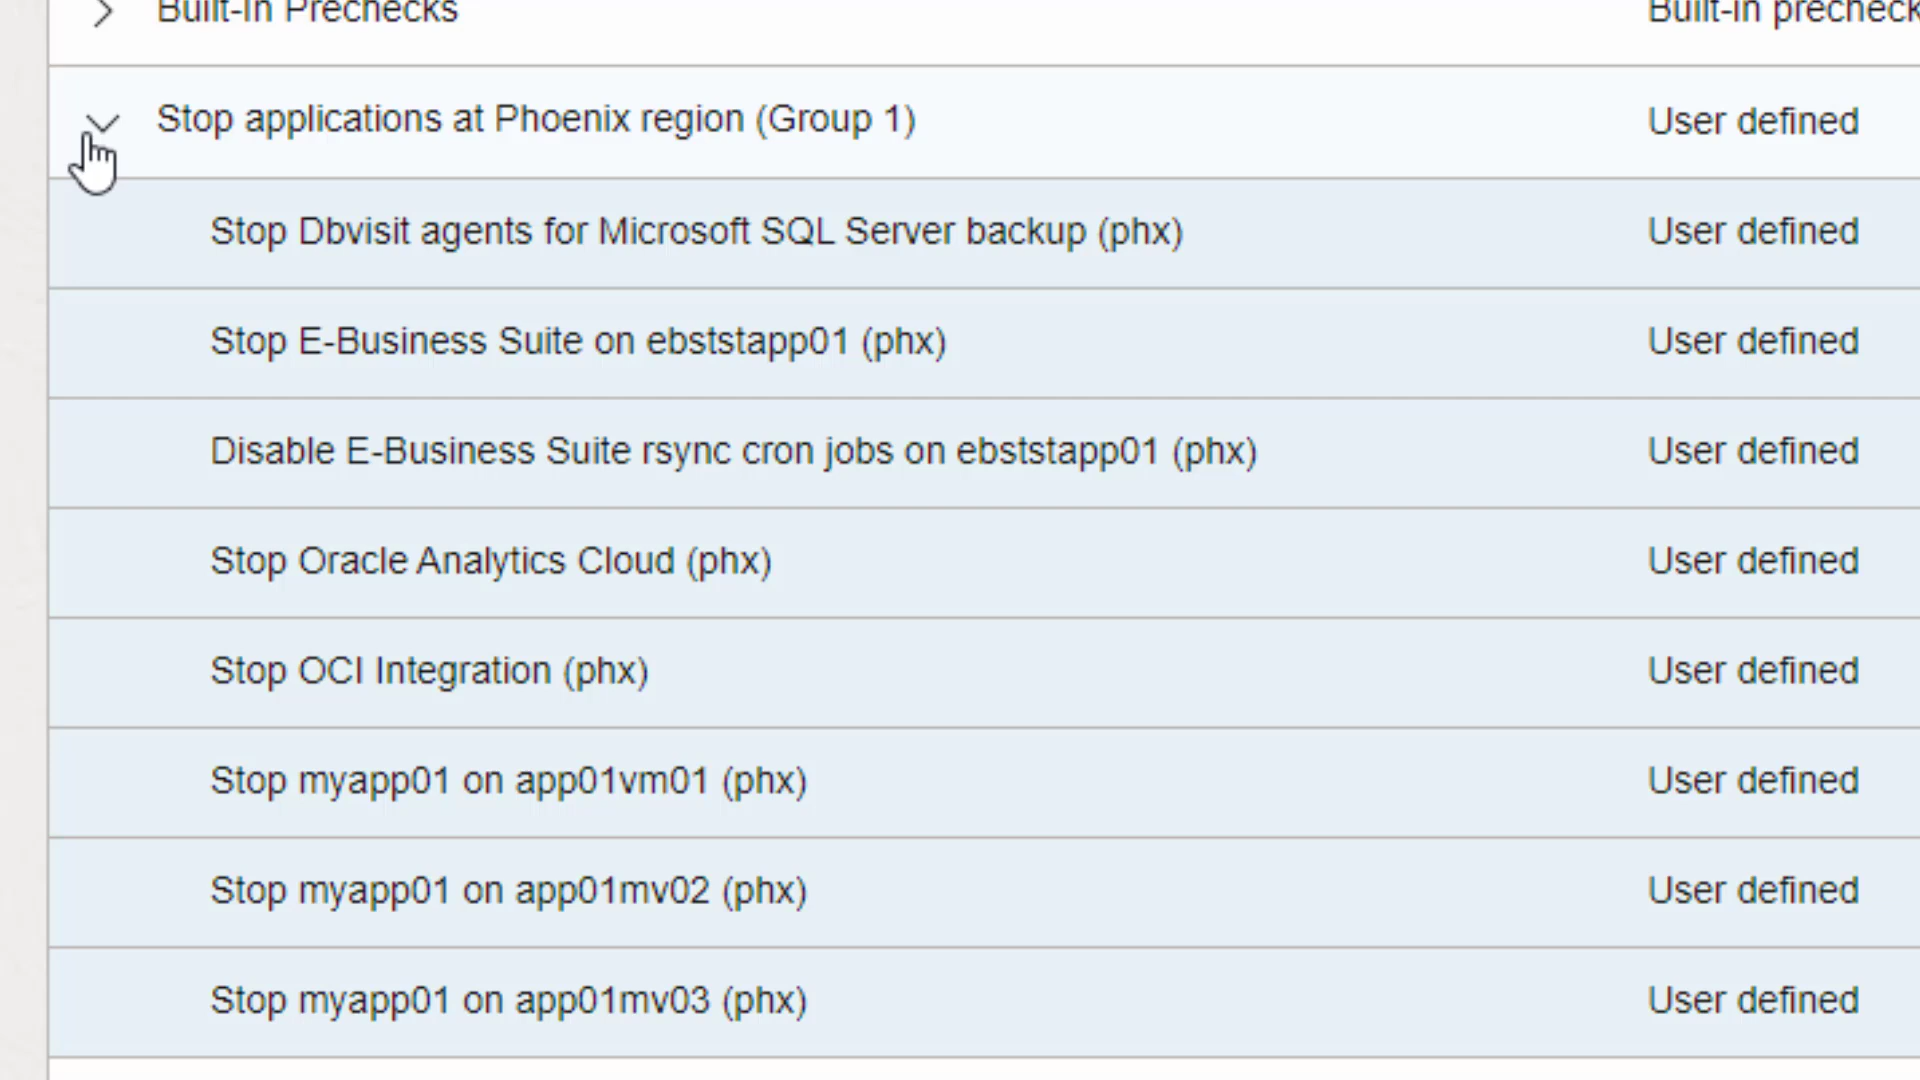 Built-In Prechecks Built-in precheck
Stop applications at Phoenix region (Group 1) User defined
Stop Dbvisit agents for Microsoft SQL Server backup (phx) User defined
Stop E-Business Suite on ebststapp01 (phx) User defined
Disable E-Business Suite rsync cron jobs on ebststapp01 (phx) User defined
Stop Oracle Analytics Cloud (phx) User defined
Stop OCI Integration (phx) User defined
Stop myapp01 on app01vm01 (phx) User defined
Stop myapp01 on app01mv02 (phx) User defined
Stop myapp01 on app01mv03 (phx) User defined